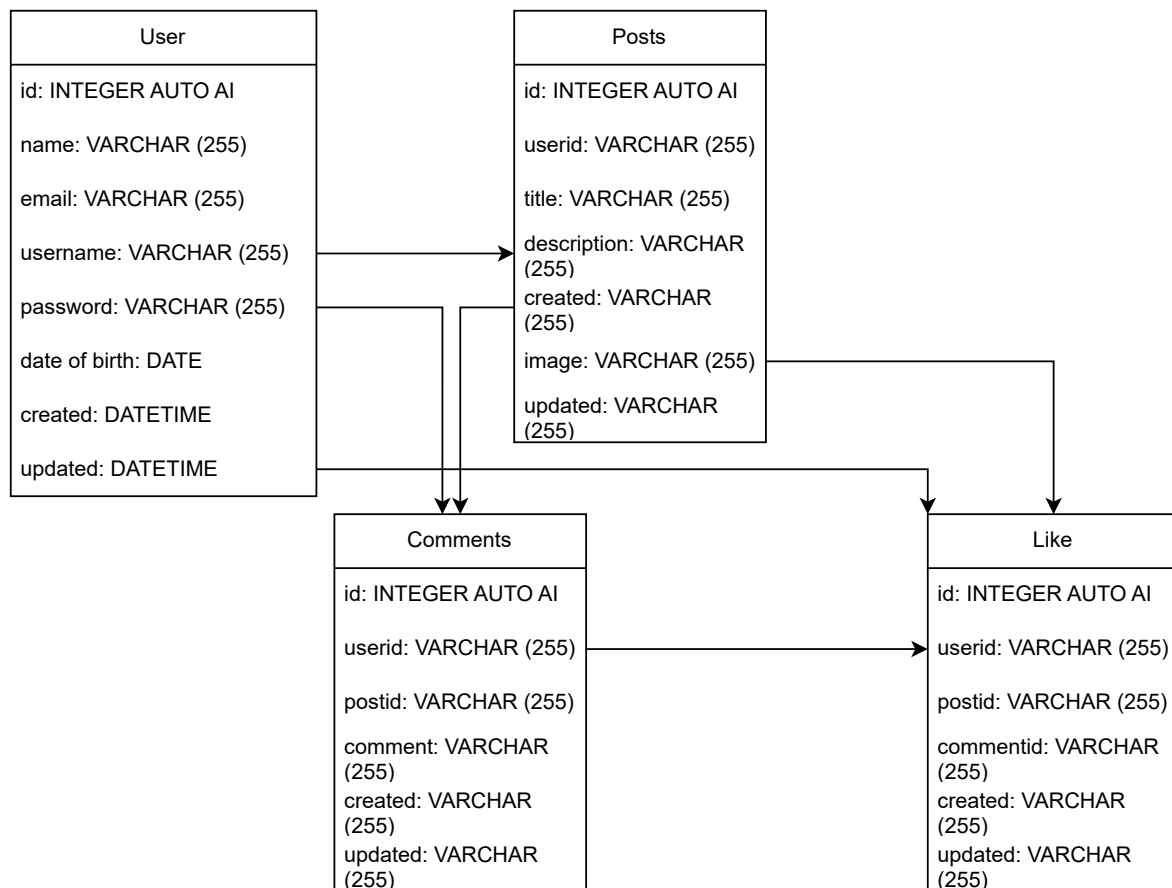 User
id: INTEGER AUTO AI
name: VARCHAR (255)
email: VARCHAR (255)
username: VARCHAR (255)
password: VARCHAR (255)
date of birth: DATE
created: DATETIME
updated: DATETIME
Posts
id: INTEGER AUTO AI
userid: VARCHAR (255)
title: VARCHAR (255)
description: VARCHAR
(255)
created: VARCHAR
(255)
image: VARCHAR (255)
updated: VARCHAR
(255)
Comments
id: INTEGER AUTO AI
userid: VARCHAR (255)
postid: VARCHAR (255)
comment: VARCHAR
(255)
created: VARCHAR
(255)
updated: VARCHAR
(255)
Like
id: INTEGER AUTO AI
userid: VARCHAR (255)
postid: VARCHAR (255)
commentid: VARCHAR
(255)
created: VARCHAR
(255)
updated: VARCHAR
(255)